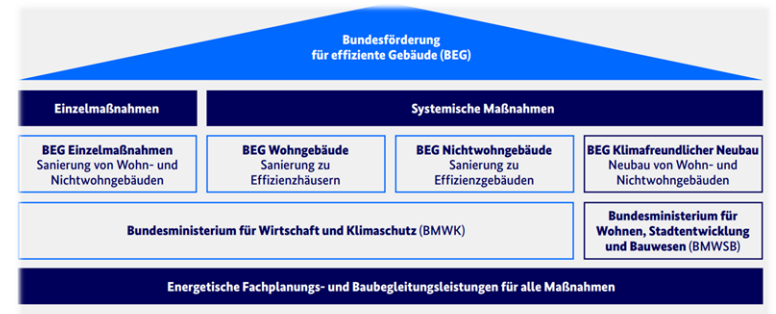 Bundesförderung
für effiziente Gebäude (BEG)
Einzelmaßnahmen
Systemische Maßnahmen
BEG Einzelmaßnahmen
Sanierung von Wohn- und
Nichtwohngebäuden
BEG Wohngebäude
Sanierung zu
Effizienzhäusern
BEG Nichtwohngebäude
Sanierung zu
Effizienzgebäuden
BEG Klimafreundlicher Neubau
Neubau von Wohn- und
Nichtwohngebäuden
Bundesministerium für Wirtschaft und Klimaschutz (BMWK)
Bundesministerium für
Wohnen, Stadtentwicklung
und Bauwesen (BMWSB)
Energetische Fachplanungs- und Baubegleitungsleistungen für alle Maßnahmen